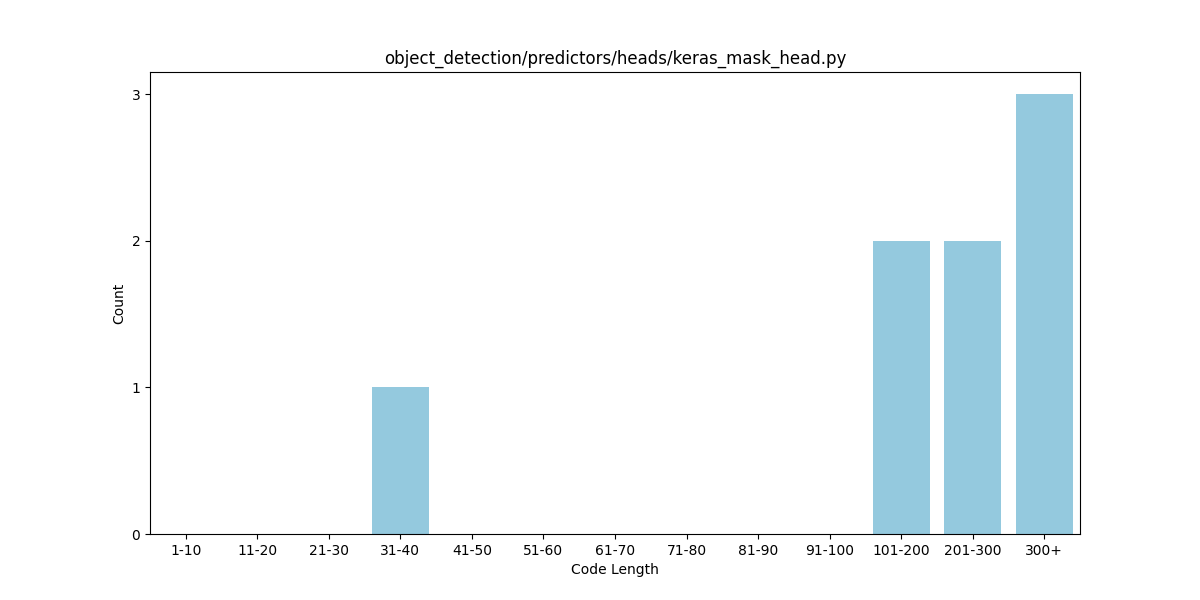 object_detection/predictors/heads/keras_mask_head.py
3
2
1
0
Count
1-10 11-20 21-30 31-40 41-50 51-60 61-70 71-80 81-90 91-100 101-200 201-300 300+
Code Length